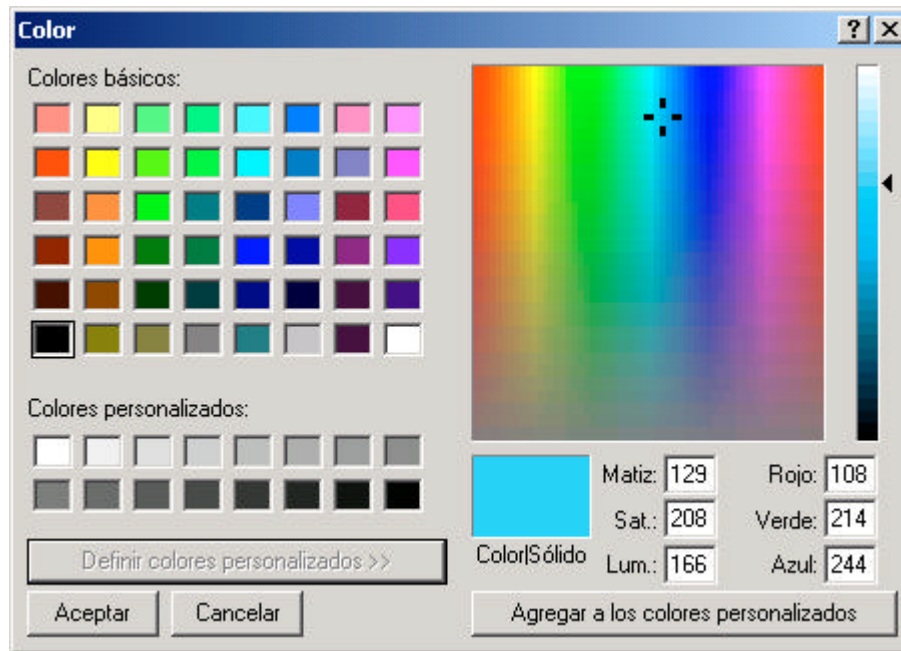 Color
Colores básicos:
Colores personalizados:
Definir colores personalizados >>
Aceptar Cancelar
Color|Sólido
Matiz: 129 Rojo: 108
Sat.: 208 Verde: 214
Lum.: 166 Azul: 244
Agregar a los colores personalizados